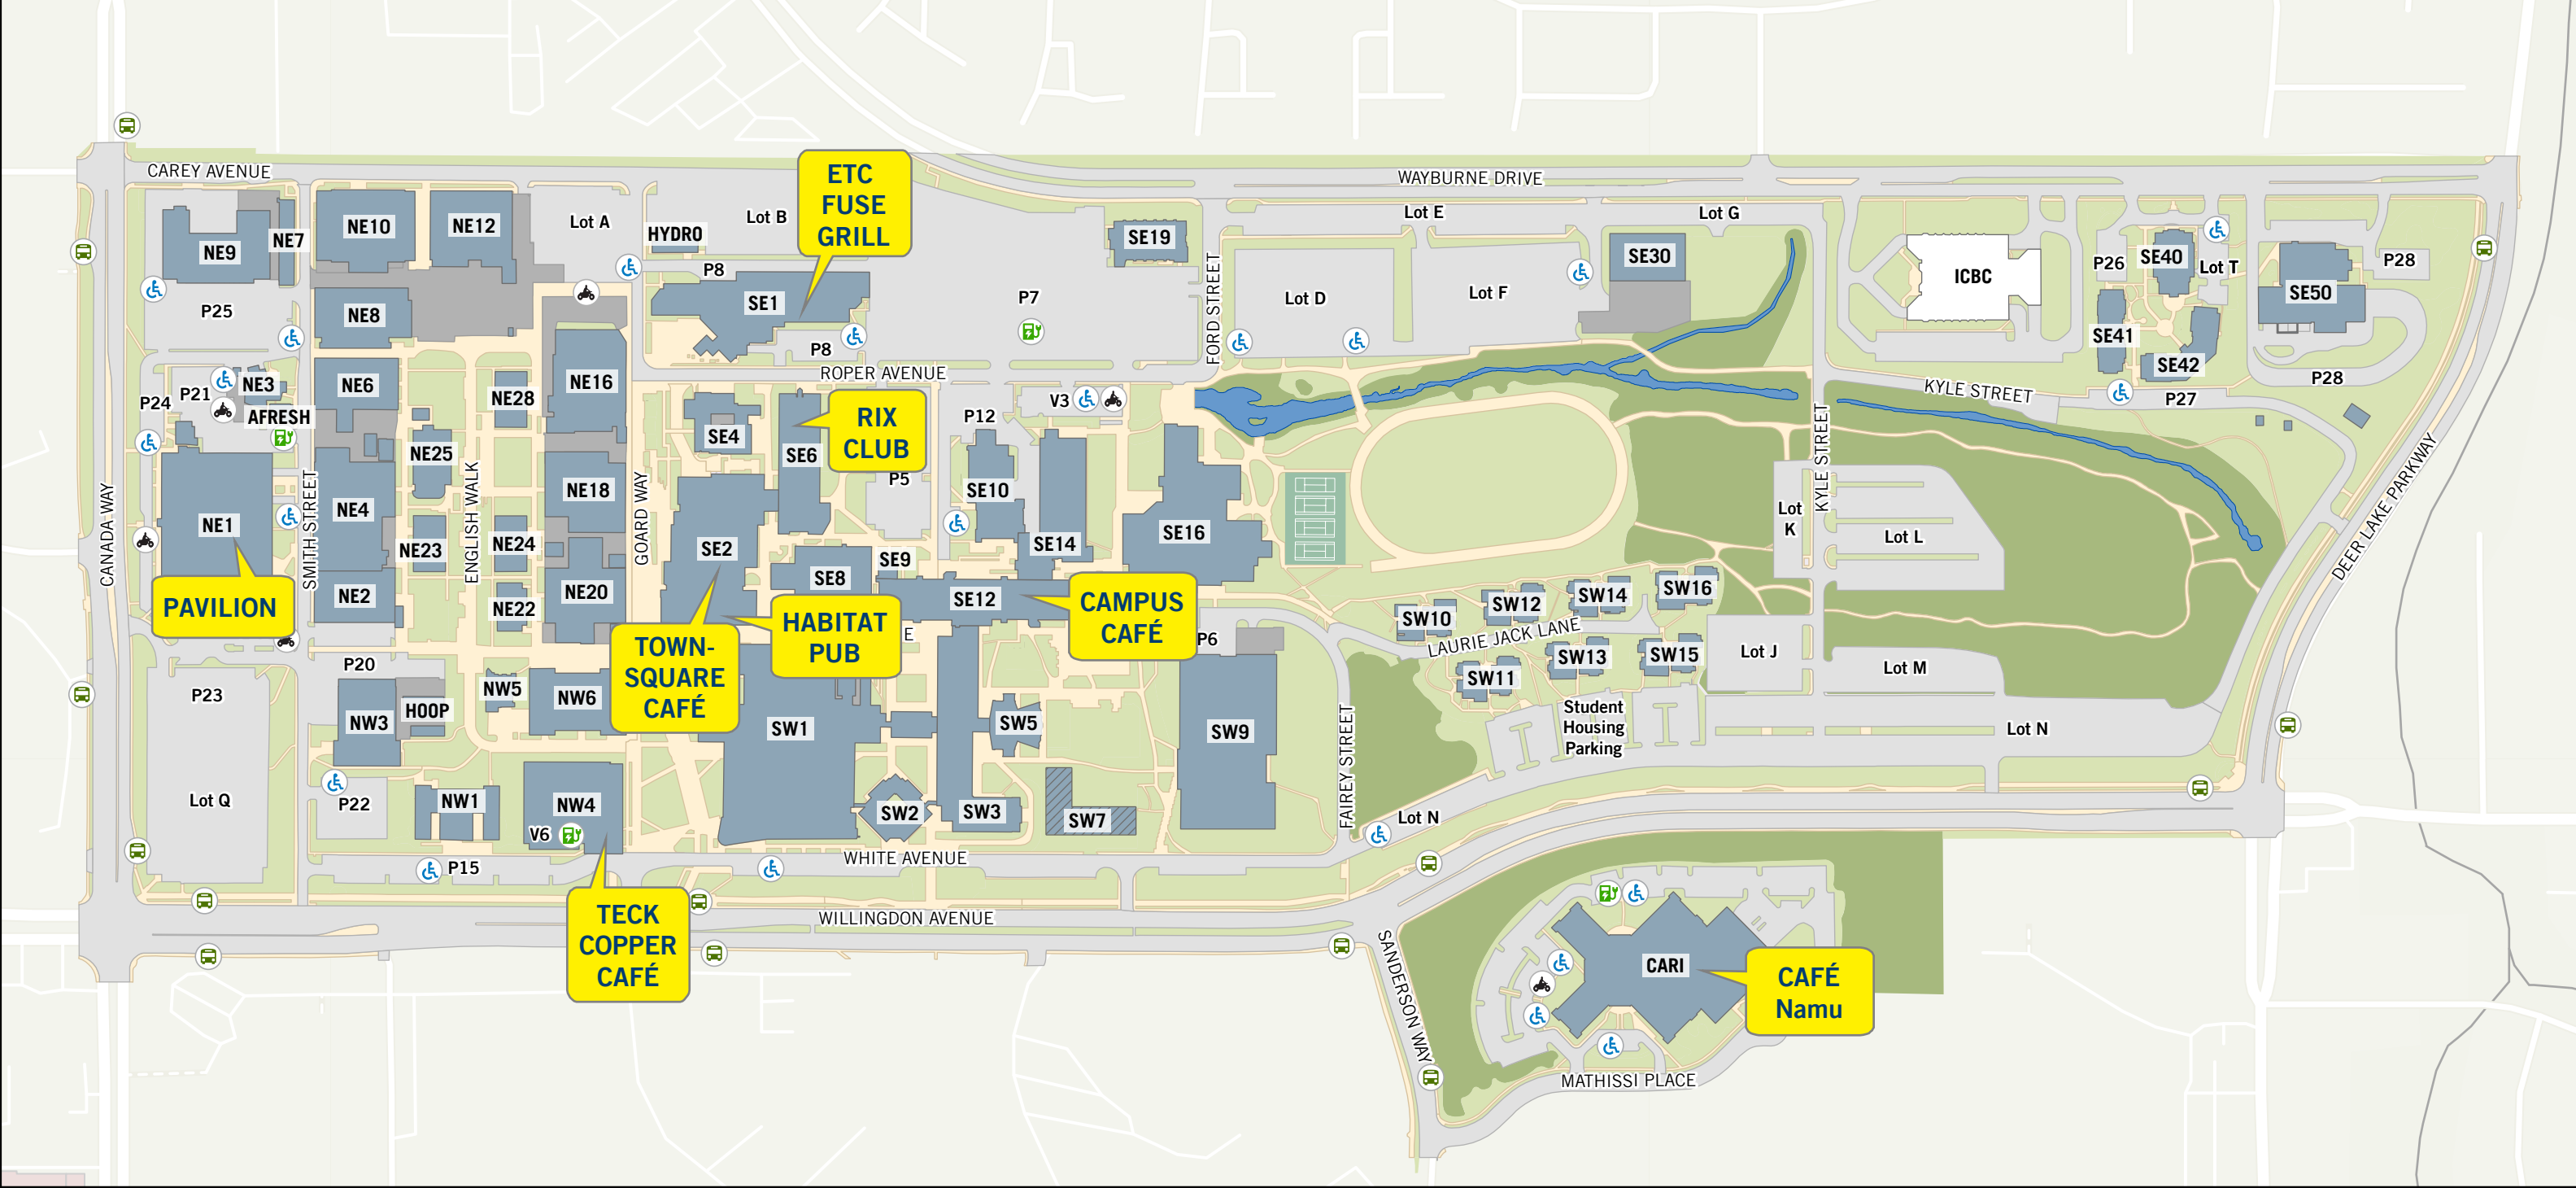 CAREY AVENUE
WAYBURNE DRIVE
ETC
FUSE
GRILL
Lot A
Lot B
Lot E
Lot G
NE9
NE7
NE10
NE12
HYDRO
P8
SE1
P7
SE19
FORD STREET
Lot D
Lot F
SE30
ICBC
P26
SE40
Lot T
SE50
P28
P25
NE8
P8
SE41
SE42
ROPER AVENUE
P28
P24
P21
NE3
AFRESH
NE6
NE28
NE16
SE4
RIX
CLUB
SE6
P12
V3
KYLE STREET
P27
NE25
P5
SE10
KYLE STREET
DEER LAKE PARKWAY
CANADA WAY
NE1
SMITH STREET
NE4
ENGLISH WALK
NE18
GOARD WAY
SE2
SE14
SE16
Lot
K
Lot L
NE23
NE24
SE8
SE9
PAVILION
NE2
NE22
NE20
SE12
CAMPUS
CAFÉ
HABITAT
PUB
E
P6
SW10
SW12
SW14
SW16
LAURIE JACK LANE
TOWN-
SQUARE
CAFÉ
P20
P23
NW5
NW6
SW11
SW13
SW15
Lot J
Lot M
NW3
HOOP
SW1
SW5
SW9
FAIREY STREET
Student
Housing
Parking
Lot N
Lot Q
P22
NW1
NW4
V6
SW2
SW3
SW7
Lot N
P15
WHITE AVENUE
WILLINGDON AVENUE
TECK
COPPER
CAFÉ
SANDERSON WAY
CARI
CAFÉ
Namu
MATHISSI PLACE